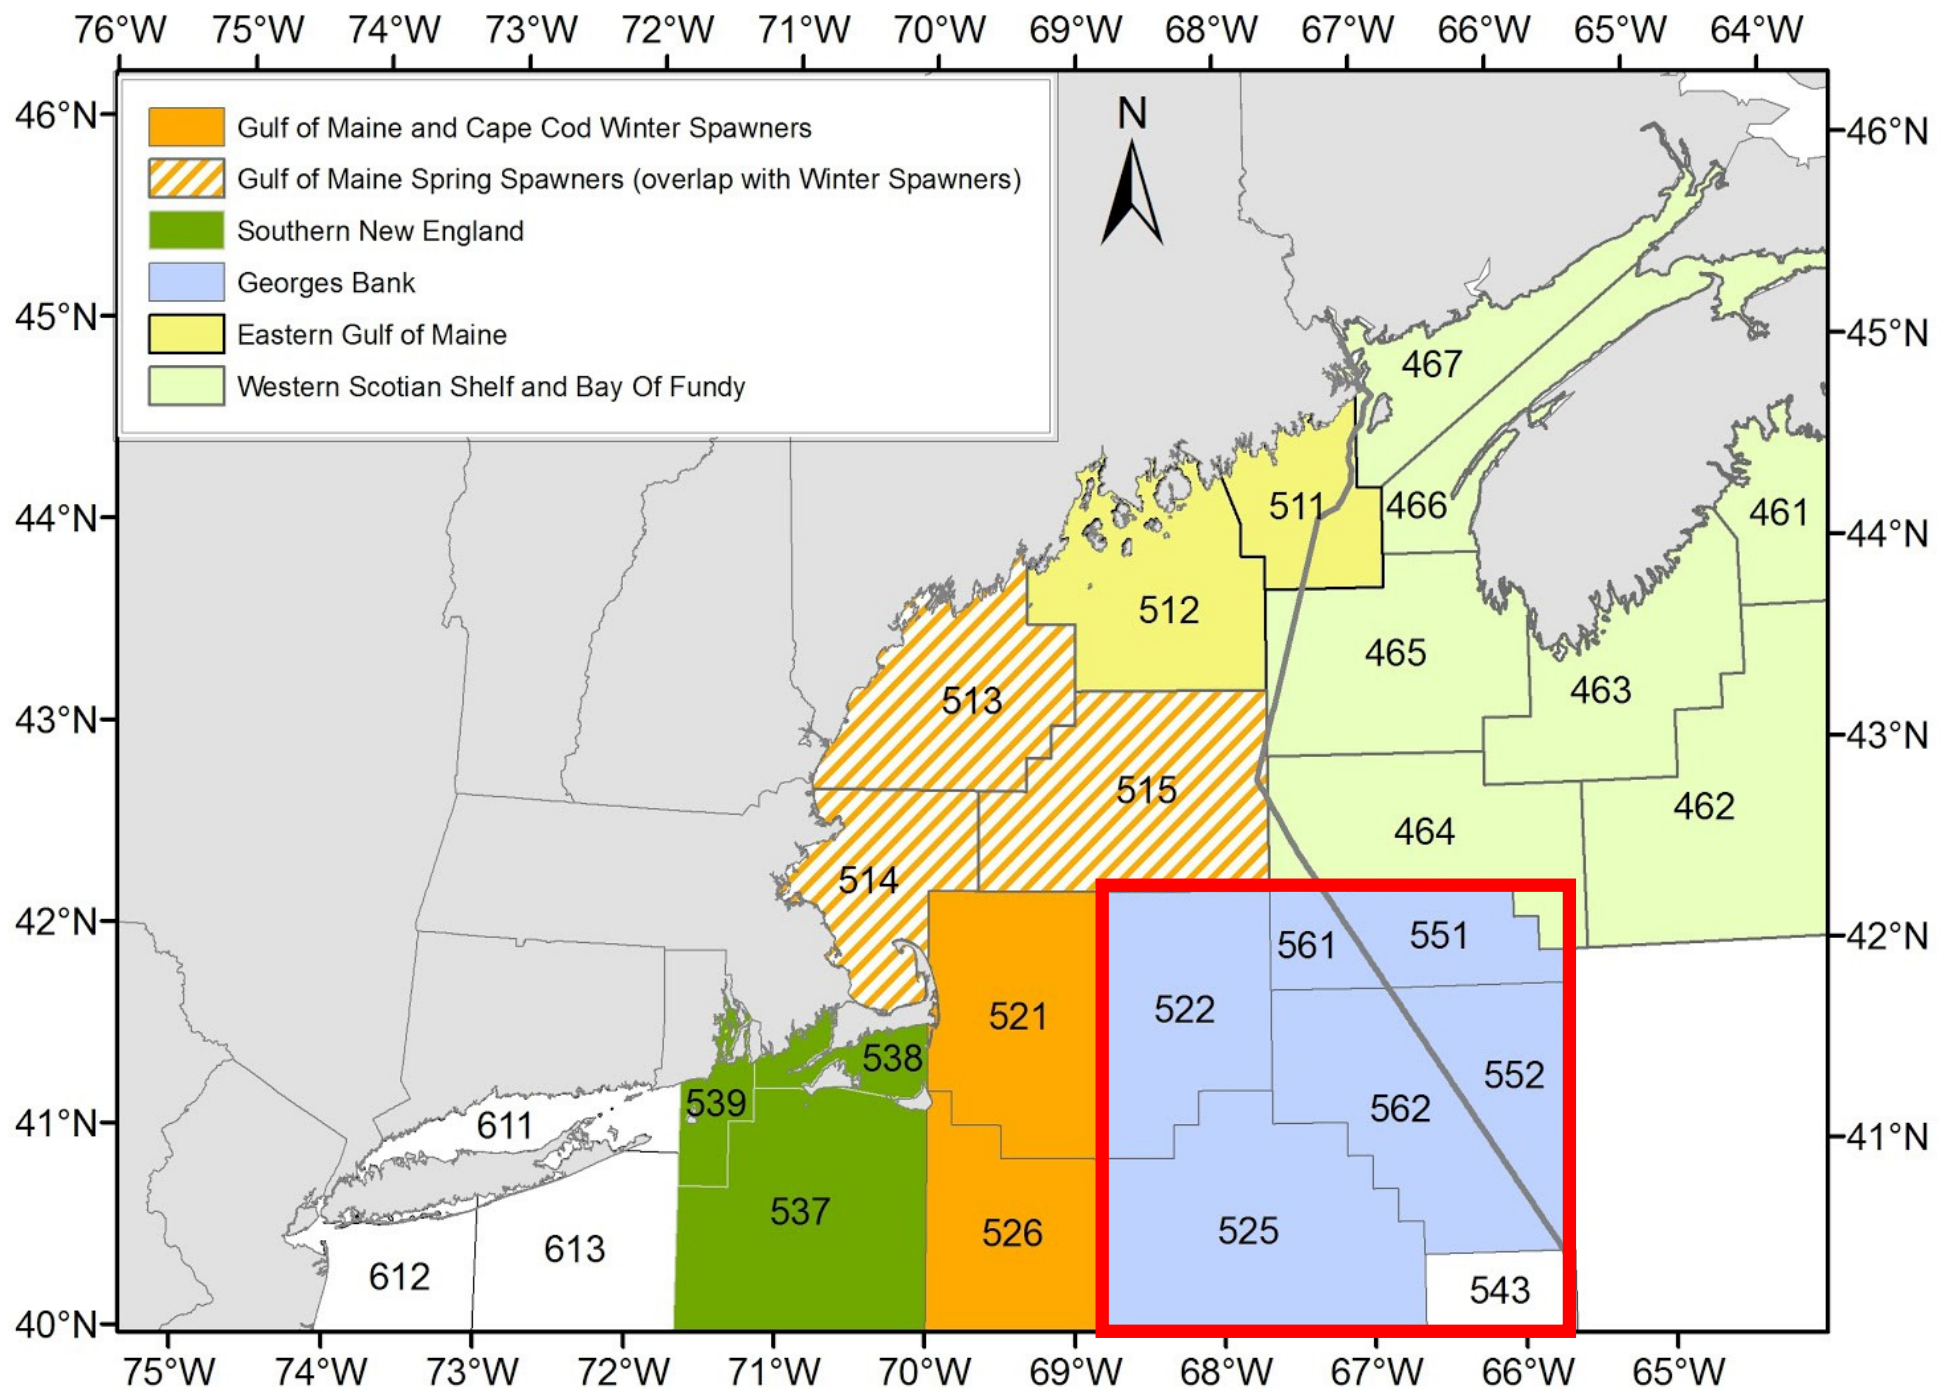 76°W 75°W 74°W 73°W 72°W 71°W 70°W 69°W 68°W 67°W 66°W 65°W 64°W
46°N
Gulf of Maine and Cape Cod Winter Spawners
N
46°N
Gulf of Maine Spring Spawners (overlap with Winter Spawners)
Southern New England
Georges Bank
45°N
Eastern Gulf of Maine
45°N
467
Western Scotian Shelf and Bay Of Fundy
44°N
511
466
461
44°N
512
465
463
43°N
513
43°N
515
462
464
514
42°N
561
551
42°N
521
522
538
552
539
562
41°N
611
41°N
537
526
525
613
612
543
40°N
75°W 74°W 73°W 72°W 71°W 70°W 69°W 68°W 67°W 66°W 65°W